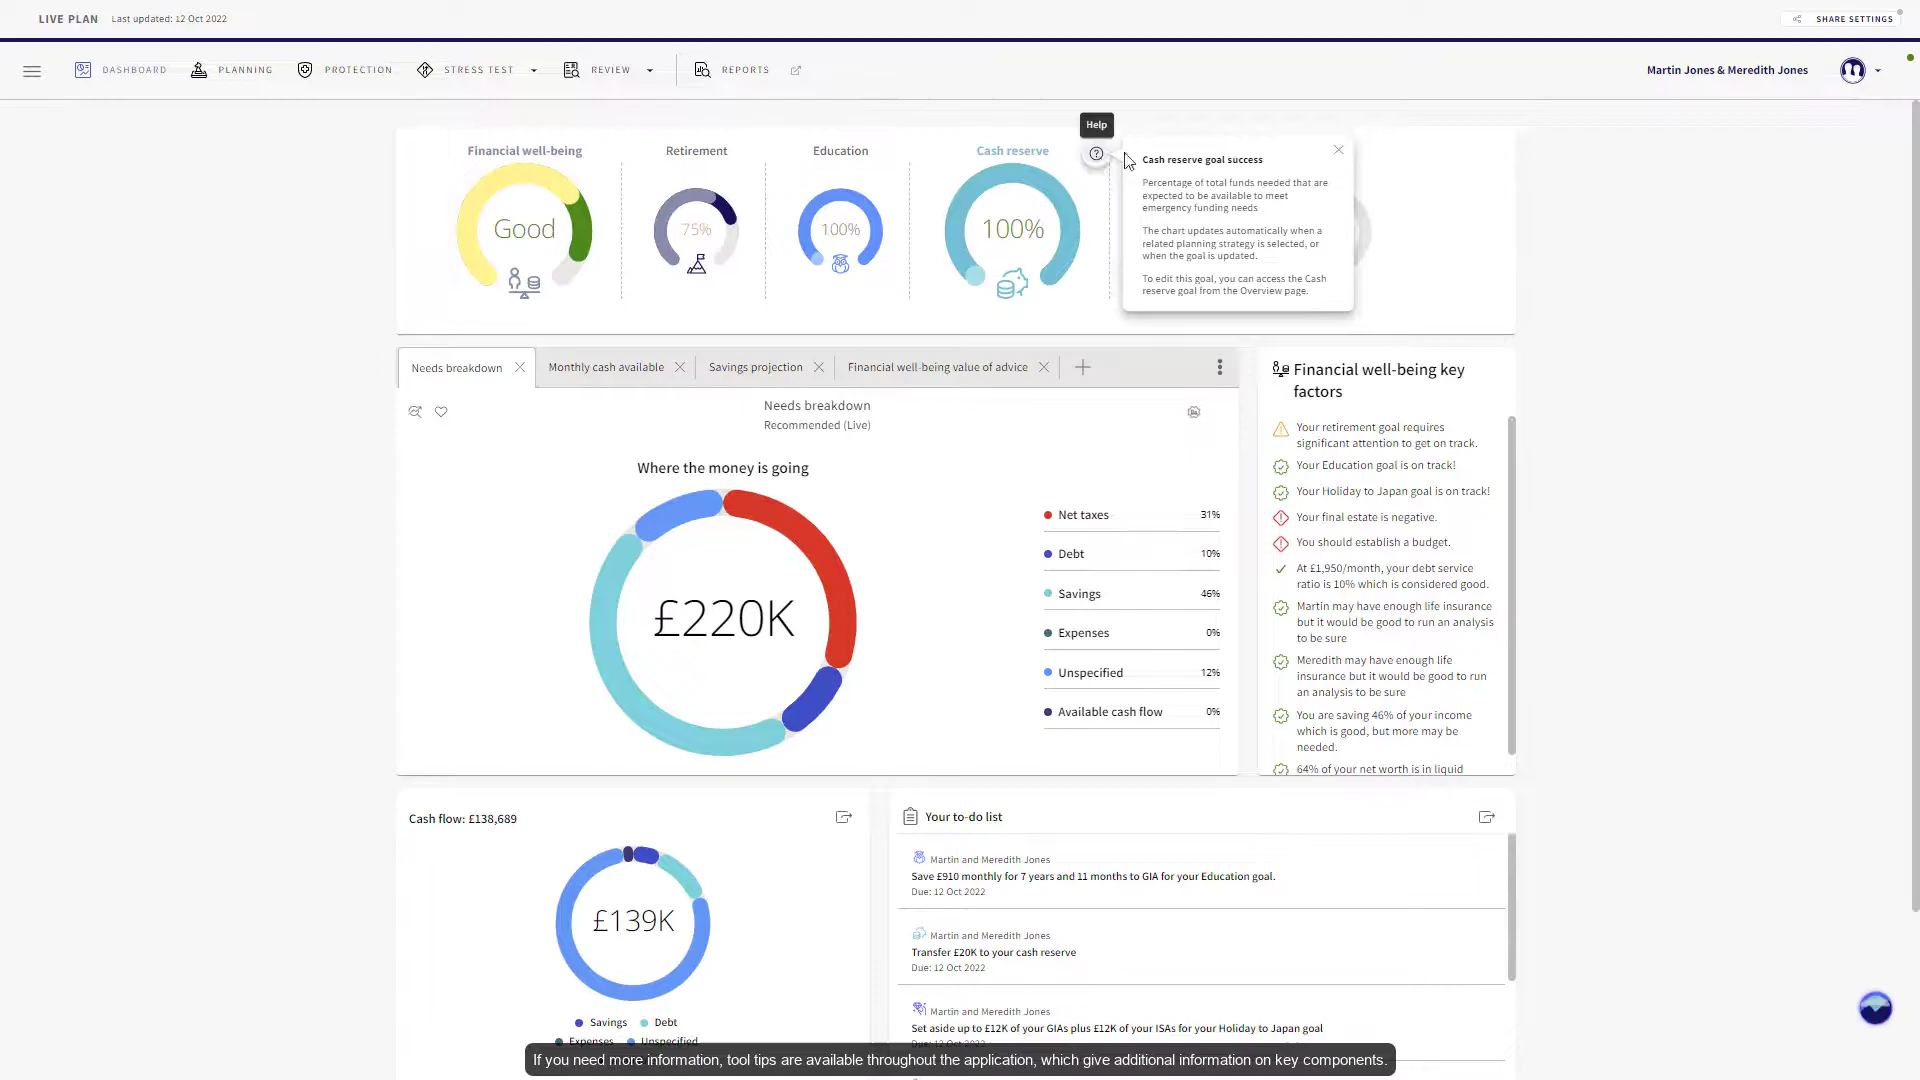 LIVE PLAN Last updated: 12 Oct 2022
SHARE SETTINGS
DASHBOARD PLANNING PROTECTION STRESS TEST REVIEW REPORTS
Martin Jones & Meredith Jones
Help
Financial well-being
Retirement
Education
Cash reserve
Good
75%
100%
100%
Cash reserve goal success
Percentage of total funds needed that are
expected to be available to meet
emergency funding needs
The chart updates automatically when a
related planning strategy is selected, or
when the goal is updated.
To edit this goal, you can access the Cash
reserve goal from the Overview page.
Needs breakdown
Monthly cash available
Savings projection
Financial well-being value of advice
Needs breakdown
Recommended (Live)
Where the money is going
£220K
Net taxes 31%
Debt 10%
Savings 46%
Expenses 0%
Unspecified 12%
Available cash flow 0%
Financial well-being key
factors
Your retirement goal requires
significant attention to get on track.
Your Education goal is on track!
Your Holiday to Japan goal is on track!
Your final estate is negative.
You should establish a budget.
At £1,950/month, your debt service
ratio is 10% which is considered good.
Martin may have enough life insurance
but it would be good to run an analysis
to be sure
Meredith may have enough life
insurance but it would be good to run
an analysis to be sure
You are saving 46% of your income
which is good, but more may be
needed.
64% of your net worth is in liquid
Cash flow: £138,689
£139K
Savings Debt
Expenses Unspecified
Your to-do list
Martin and Meredith Jones
Save £910 monthly for 7 years and 11 months to GIA for your Education goal.
Due: 12 Oct 2022
Martin and Meredith Jones
Transfer £20K to your cash reserve
Due: 12 Oct 2022
Martin and Meredith Jones
Set aside up to £12K of your GIAs plus £12K of your ISAs for your Holiday to Japan goal
Due: 12 Oct 2022
If you need more information, tool tips are available throughout the application, which give additional information on key components.